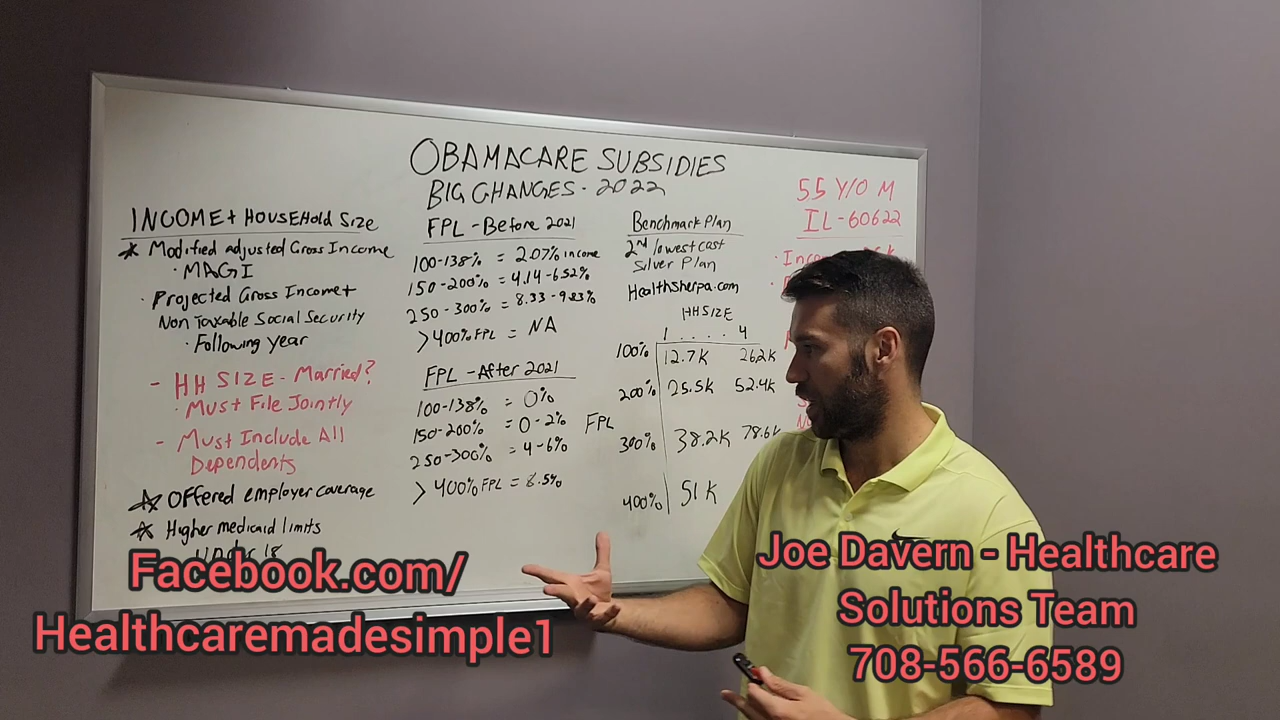 OBAMACARE SUBSIDIES
BIG CHANGES - 2022
INCOME + HOUSEHOLD SIZE
* Modified adjusted Gross Income
· MAGI
· Projected Gross Income +
Non Taxable Social Security
· Following year
- HH SIZE - Married?
· Must File Jointly
- Must Include All
Dependents
* Offered employer coverage
* Higher medicaid limits
Under 18
FPL - Before 2021
100-138% = 2.07% income
150-200% = 4.14-6.52%
250-300% = 8.33-9.83%
>400% FPL = NA
FPL - After 2021
100-138% = 0%
150-200% = 0-2%
250-300% = 4-6%
>400% FPL = 8.5%
Benchmark Plan
2nd lowest cost
Silver Plan
Healthsherpa.com
HH SIZE
1 . . . . 4
100% 12.7K 26.2K
200% 25.5K 52.4K
FPL
300% 38.2K 78.6K
400% 51K
55 Y/O M
IL - 60622
Facebook.com/
Healthcaremadesimple1
Joe Davern - Healthcare
Solutions Team
708-566-6589